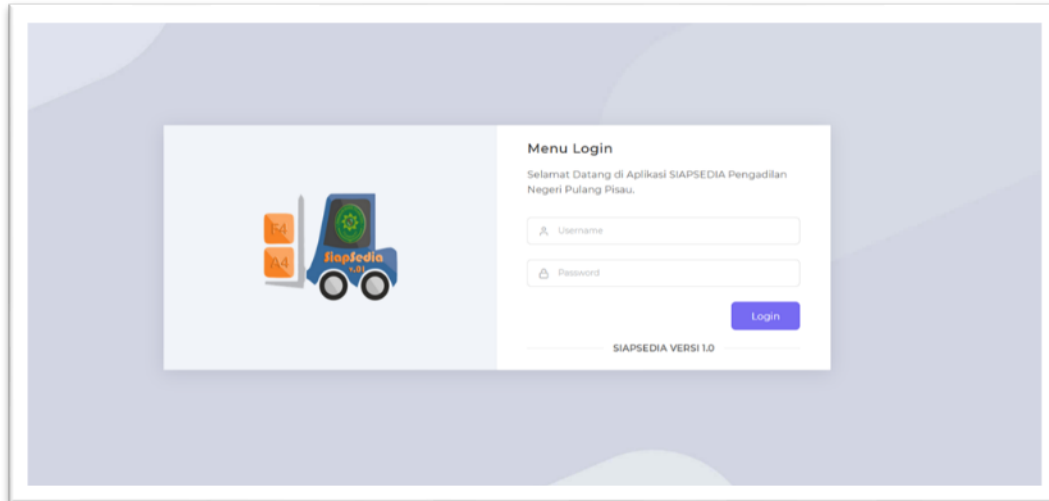 F4
A4
SiapSedia
v.01
Menu Login
Selamat Datang di Aplikasi SIAPSEDIA Pengadilan
Negeri Pulang Pisau.
Username
Password
Login
SIAPSEDIA VERSI 1.0